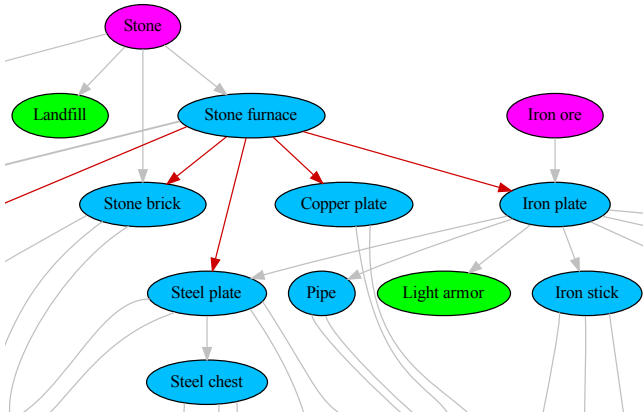 Stone
Landfill
Stone furnace
Iron ore
Stone brick
Copper plate
Iron plate
Steel plate
Pipe
Light armor
Iron stick
Steel chest